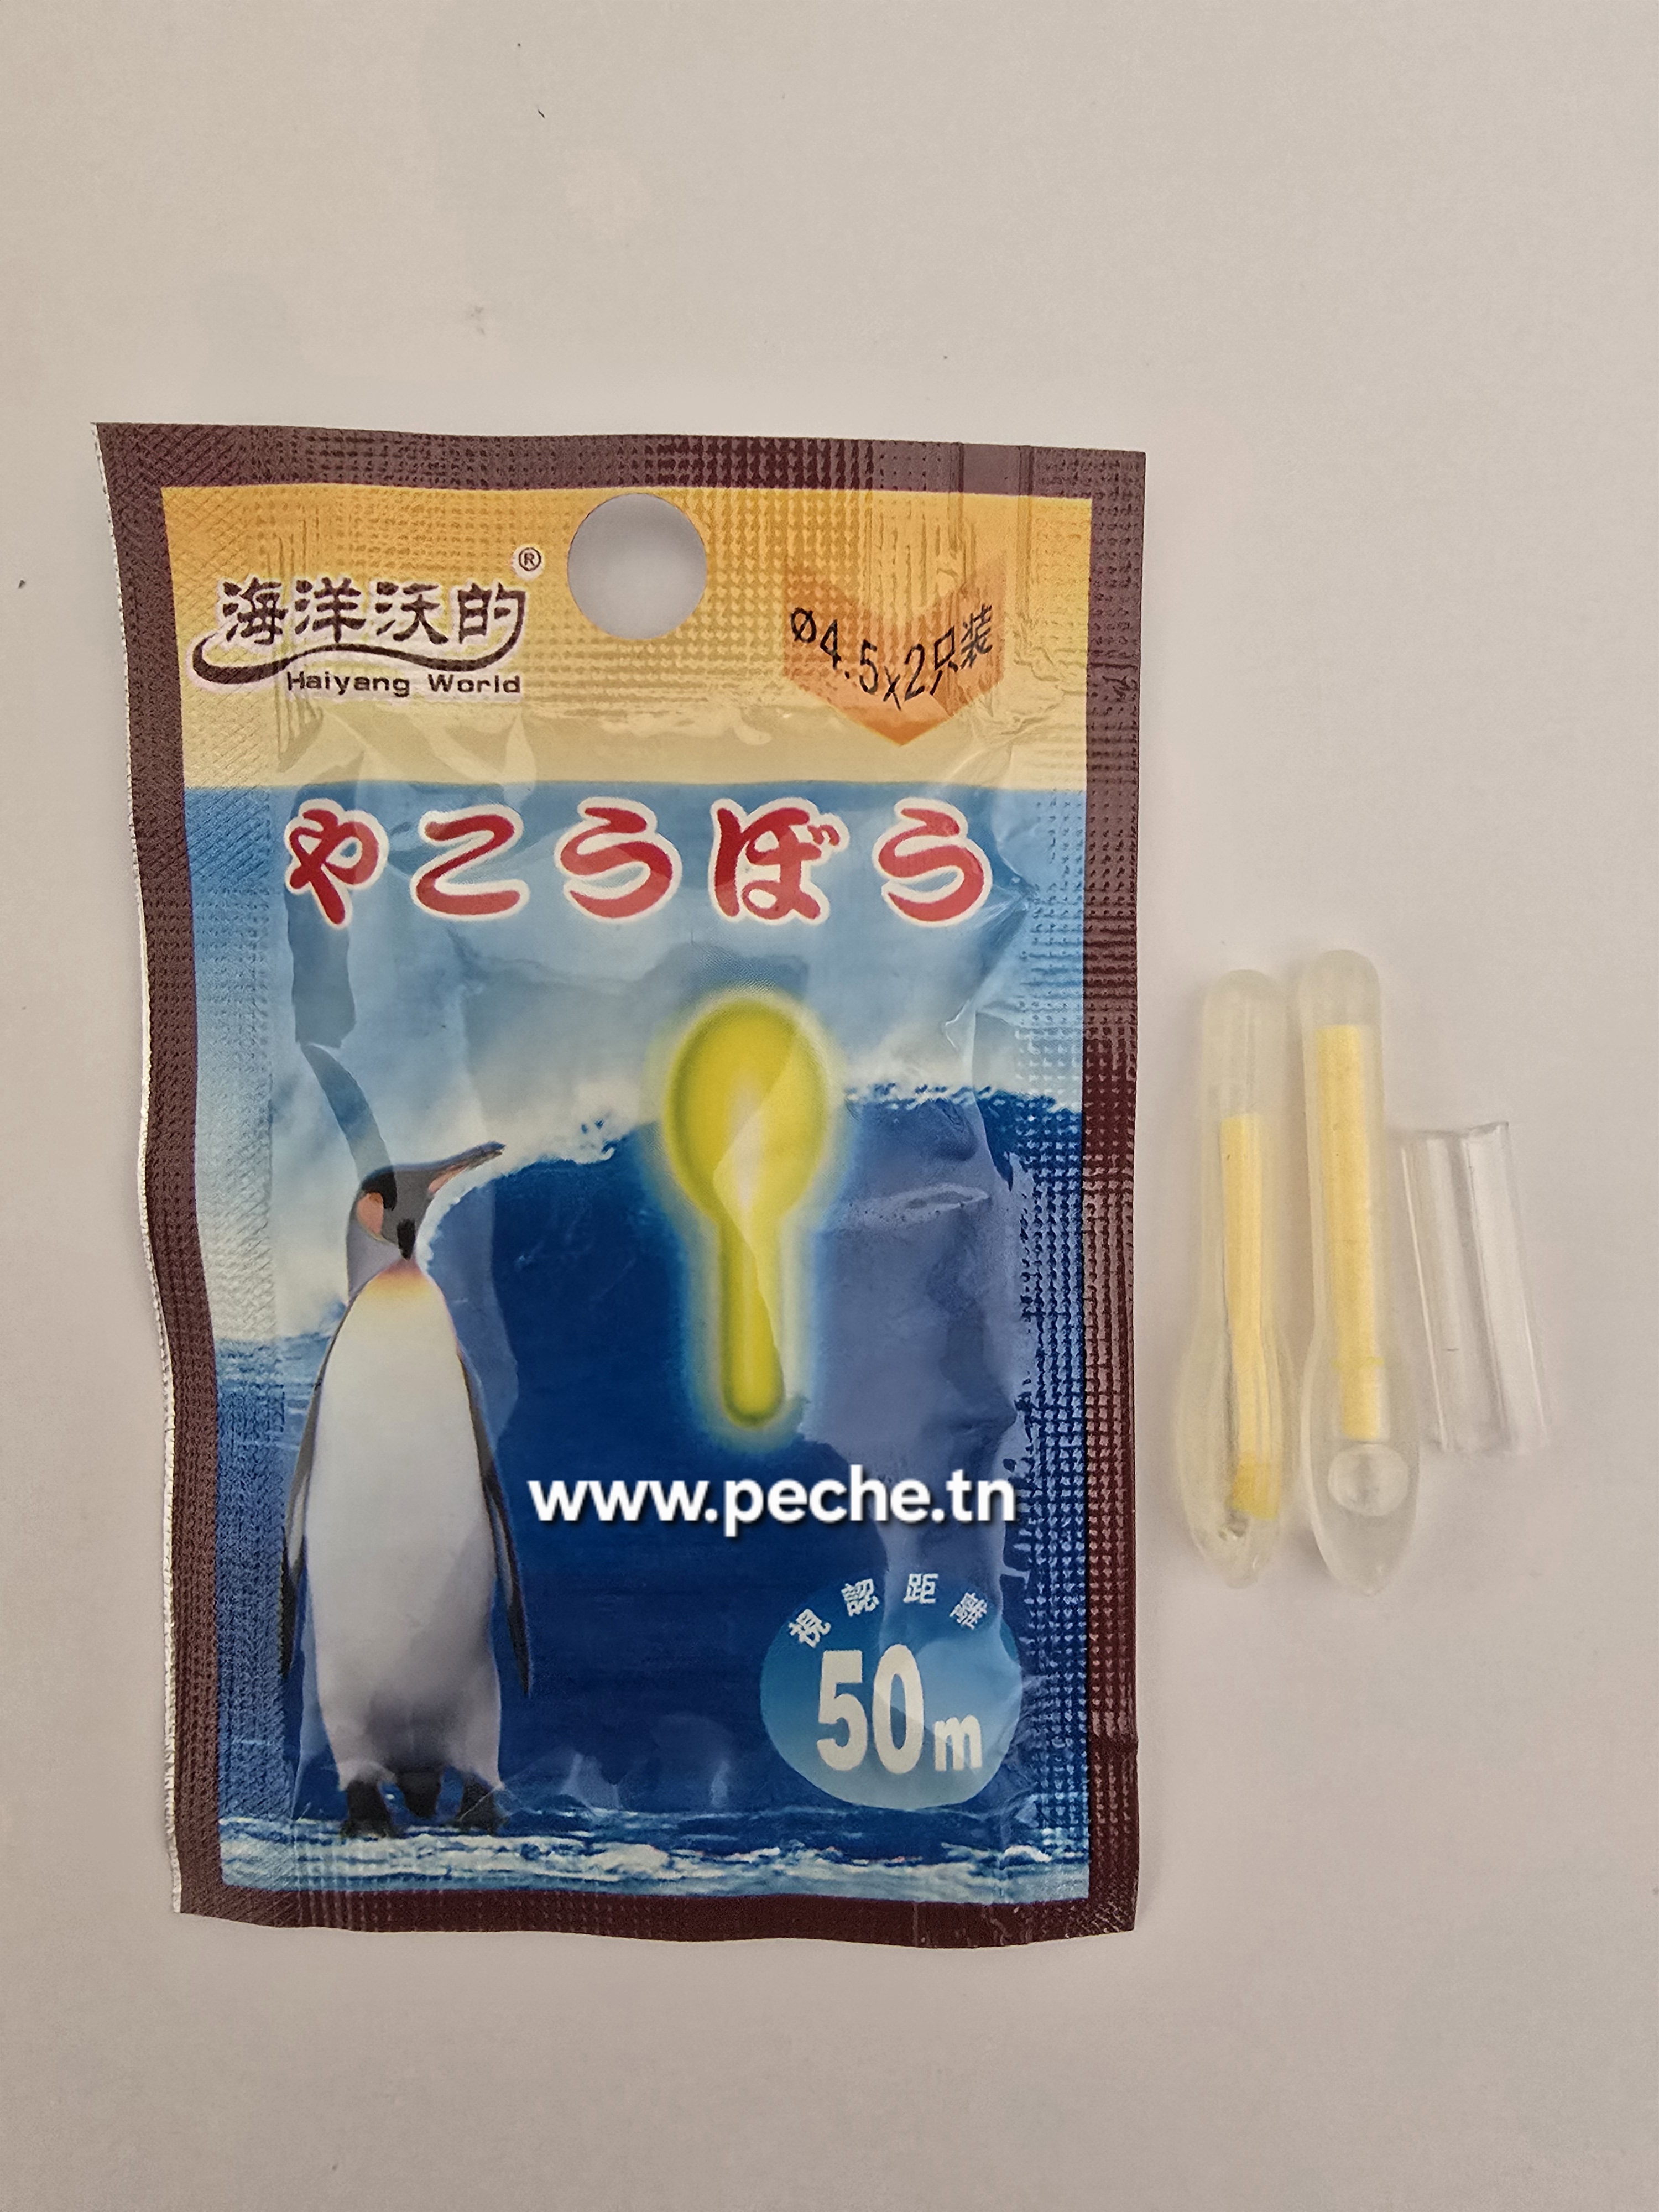 海洋沃的®
Haiyang World
ø4.5x2只装
やこうぼう
www.peche.tn
視認距離
50m